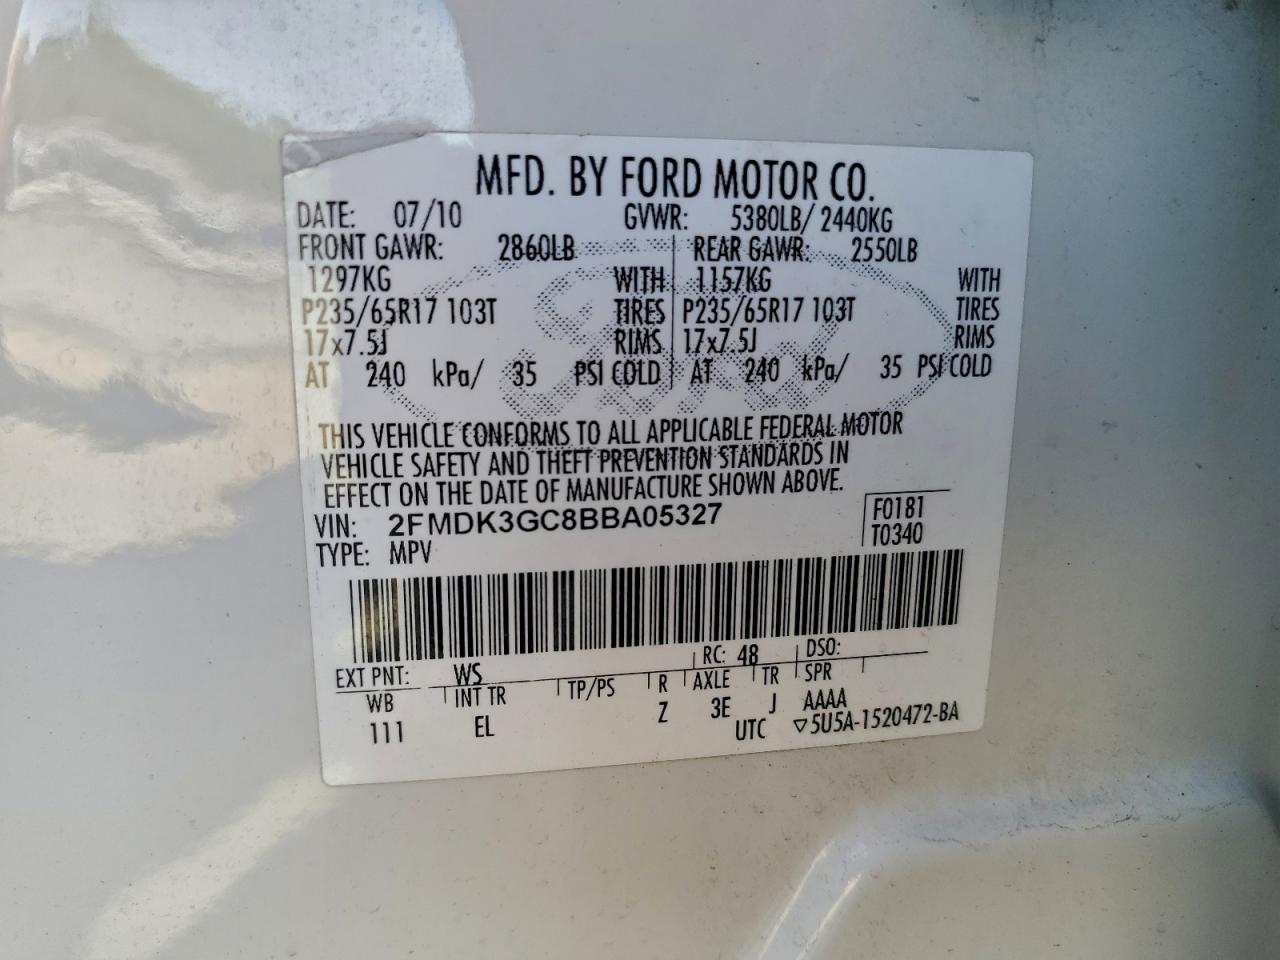 MFD. BY FORD MOTOR CO.
DATE: 07/10 GVWR: 5380LB/ 2440KG
FRONT GAWR: 2860LB REAR GAWR: 2550LB
1297KG WITH 1157KG WITH
P235/65R17 103T TIRES P235/65R17 103T TIRES
17x7.5J RIMS 17x7.5J RIMS
AT 240 kPa/ 35 PSI COLD AT 240 kPa/ 35 PSI COLD
THIS VEHICLE CONFORMS TO ALL APPLICABLE FEDERAL MOTOR
VEHICLE SAFETY AND THEFT PREVENTION STANDARDS IN
EFFECT ON THE DATE OF MANUFACTURE SHOWN ABOVE.
VIN: 2FMDK3GC8BBA05327 F0181
TYPE: MPV T0340
EXT PNT: WS RC: 48 DSO:
WB INT TR TP/PS R AXLE TR SPR
111 EL Z 3E J AAAA
UTC ▽5U5A-1520472-BA